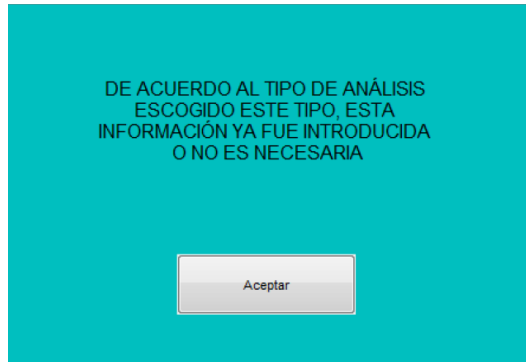 DE ACUERDO AL TIPO DE ANÁLISIS
ESCOGIDO ESTE TIPO, ESTA
INFORMACIÓN YA FUE INTRODUCIDA
O NO ES NECESARIA
Aceptar